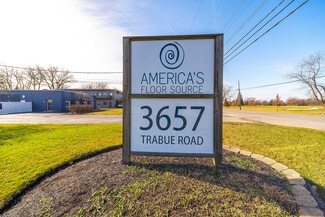 AMERICA'S
FLOOR SOURCE
3657
TRABUE ROAD